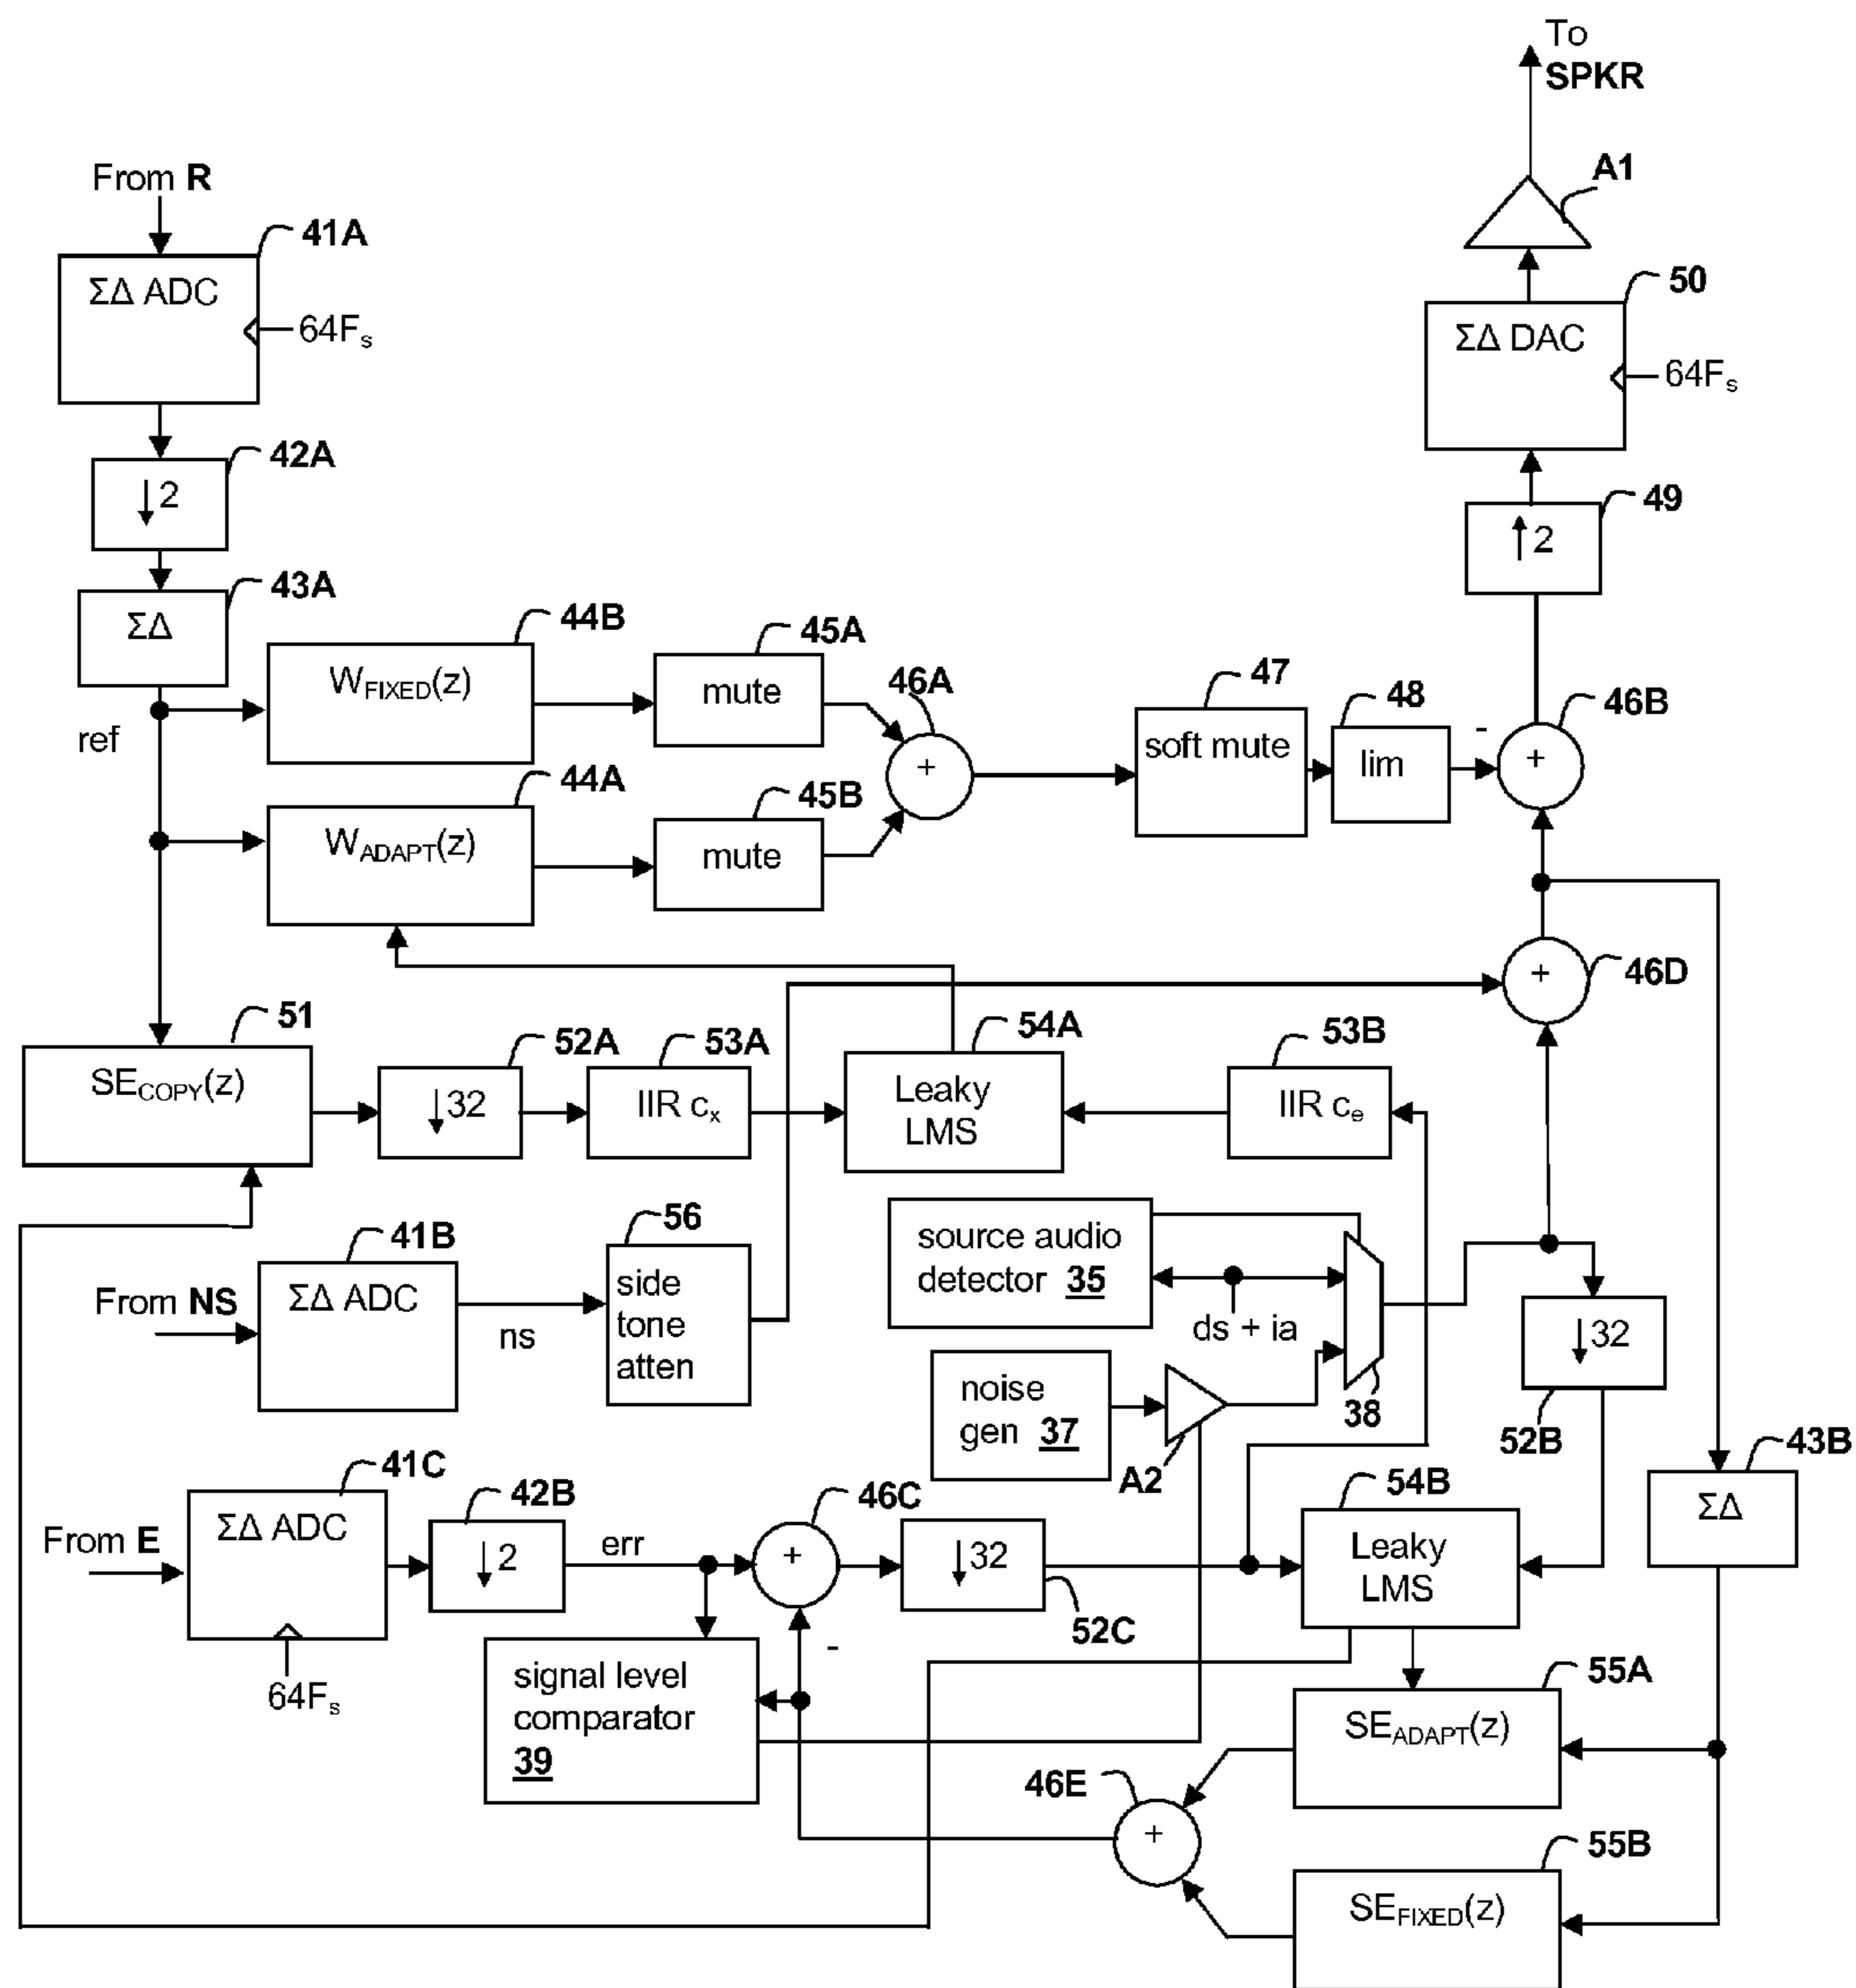 To
SPKR
A1
From R
41A
ΣΔ ADC
64Fs
50
ΣΔ DAC
64Fs
42A
↓2
49
↑2
43A
ΣΔ
ref
44B
WFIXED(z)
45A
mute
46A
+
47
soft mute
48
lim
-
46B
+
44A
WADAPT(z)
45B
mute
46D
+
51
SECOPY(z)
52A
↓32
53A
IIR cx
54A
Leaky
LMS
53B
IIR ce
56
side
tone
atten
41B
ΣΔ ADC
From NS
ns
source audio
detector 35
ds + ia
38
↓32
52B
noise
gen 37
A2
43B
ΣΔ
41C
ΣΔ ADC
From E
64Fs
42B
↓2
err
46C
+
-
↓32
52C
54B
Leaky
LMS
signal level
comparator
39
55A
SEADAPT(z)
46E
+
55B
SEFIXED(z)